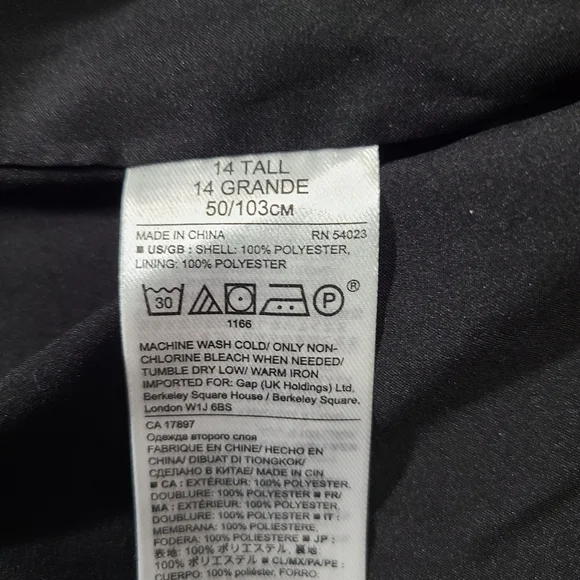 14 TALL
14 GRANDE
50/103CM
MADE IN CHINA RN 54023
■ US/GB : SHELL: 100% POLYESTER,
LINING: 100% POLYESTER
30 P ®
1166
MACHINE WASH COLD/ ONLY NON-
CHLORINE BLEACH WHEN NEEDED/
TUMBLE DRY LOW/ WARM IRON
IMPORTED FOR: Gap (UK Holdings) Ltd,
Berkeley Square House / Berkeley Square,
London W1J 6BS
CA 17897
Одежда второго слоя
FABRIQUÉ EN CHINE/ HECHO EN
CHINA/ DIBUAT DI TIONGKOK/
СДЕЛАНО В КИТАЕ/ MADE IN CIN
■ CA : EXTÉRIEUR: 100% POLYESTER,
DOUBLURE: 100% POLYESTER ■ FR/
MA : EXTÉRIEUR: 100% POLYESTER,
DOUBLURE: 100% POLYESTER ■ IT :
MEMBRANA: 100% POLIESTERE,
FODERA: 100% POLIESTERE ■ JP :
表地: 100% ポリエステル, 裏地:
100% ポリエステル ■ CL/MX/PA/PE :
CUERPO: 100% poliéster, FORRO: